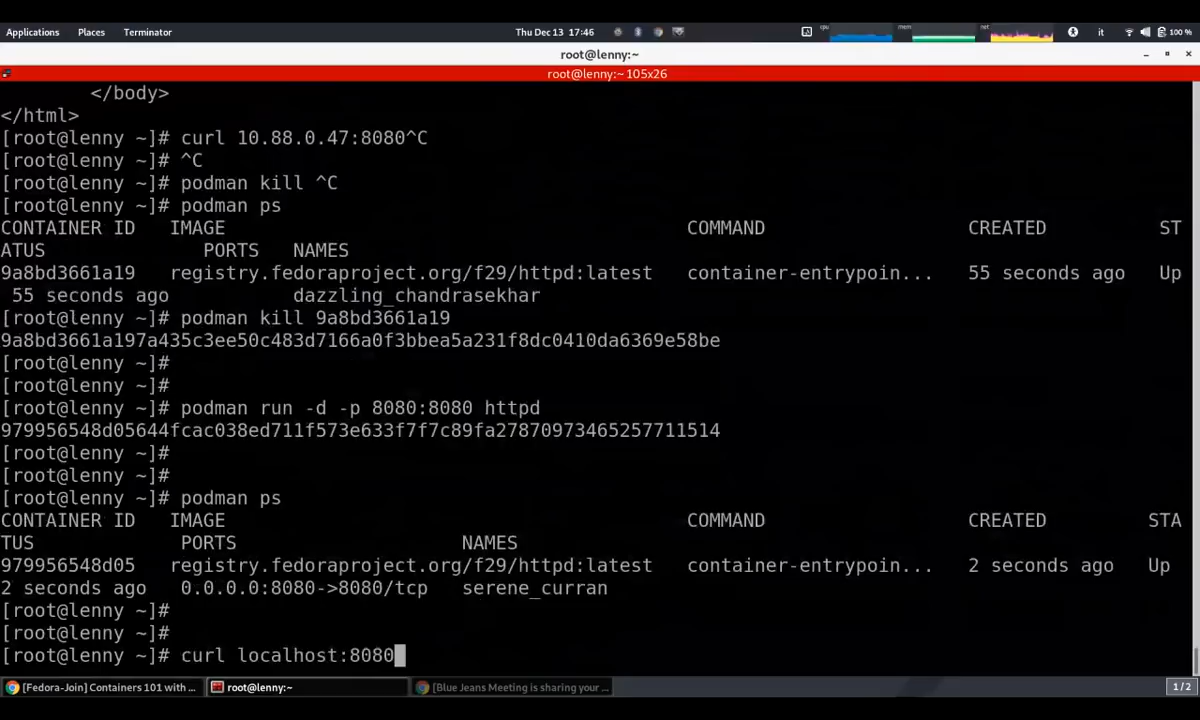 Applications Places Terminator Thu Dec 13 17:46 cpu mem net it 100 %
root@lenny:~
root@lenny:~ 105x26
</body>
</html>
[root@lenny ~]# curl 10.88.0.47:8080^C
[root@lenny ~]# ^C
[root@lenny ~]# podman kill ^C
[root@lenny ~]# podman ps
CONTAINER ID IMAGE COMMAND CREATED ST
ATUS PORTS NAMES
9a8bd3661a19 registry.fedoraproject.org/f29/httpd:latest container-entrypoin... 55 seconds ago Up
55 seconds ago dazzling_chandrasekhar
[root@lenny ~]# podman kill 9a8bd3661a19
9a8bd3661a197a435c3ee50c483d7166a0f3bbea5a231f8dc0410da6369e58be
[root@lenny ~]#
[root@lenny ~]#
[root@lenny ~]# podman run -d -p 8080:8080 httpd
979956548d05644fcac038ed711f573e633f7f7c89fa27870973465257711514
[root@lenny ~]#
[root@lenny ~]#
[root@lenny ~]# podman ps
CONTAINER ID IMAGE COMMAND CREATED STA
TUS PORTS NAMES
979956548d05 registry.fedoraproject.org/f29/httpd:latest container-entrypoin... 2 seconds ago Up
2 seconds ago 0.0.0.0:8080->8080/tcp serene_curran
[root@lenny ~]#
[root@lenny ~]#
[root@lenny ~]# curl localhost:8080
[Fedora-Join] Containers 101 with ... root@lenny:~ [Blue Jeans Meeting is sharing your ... 1/2